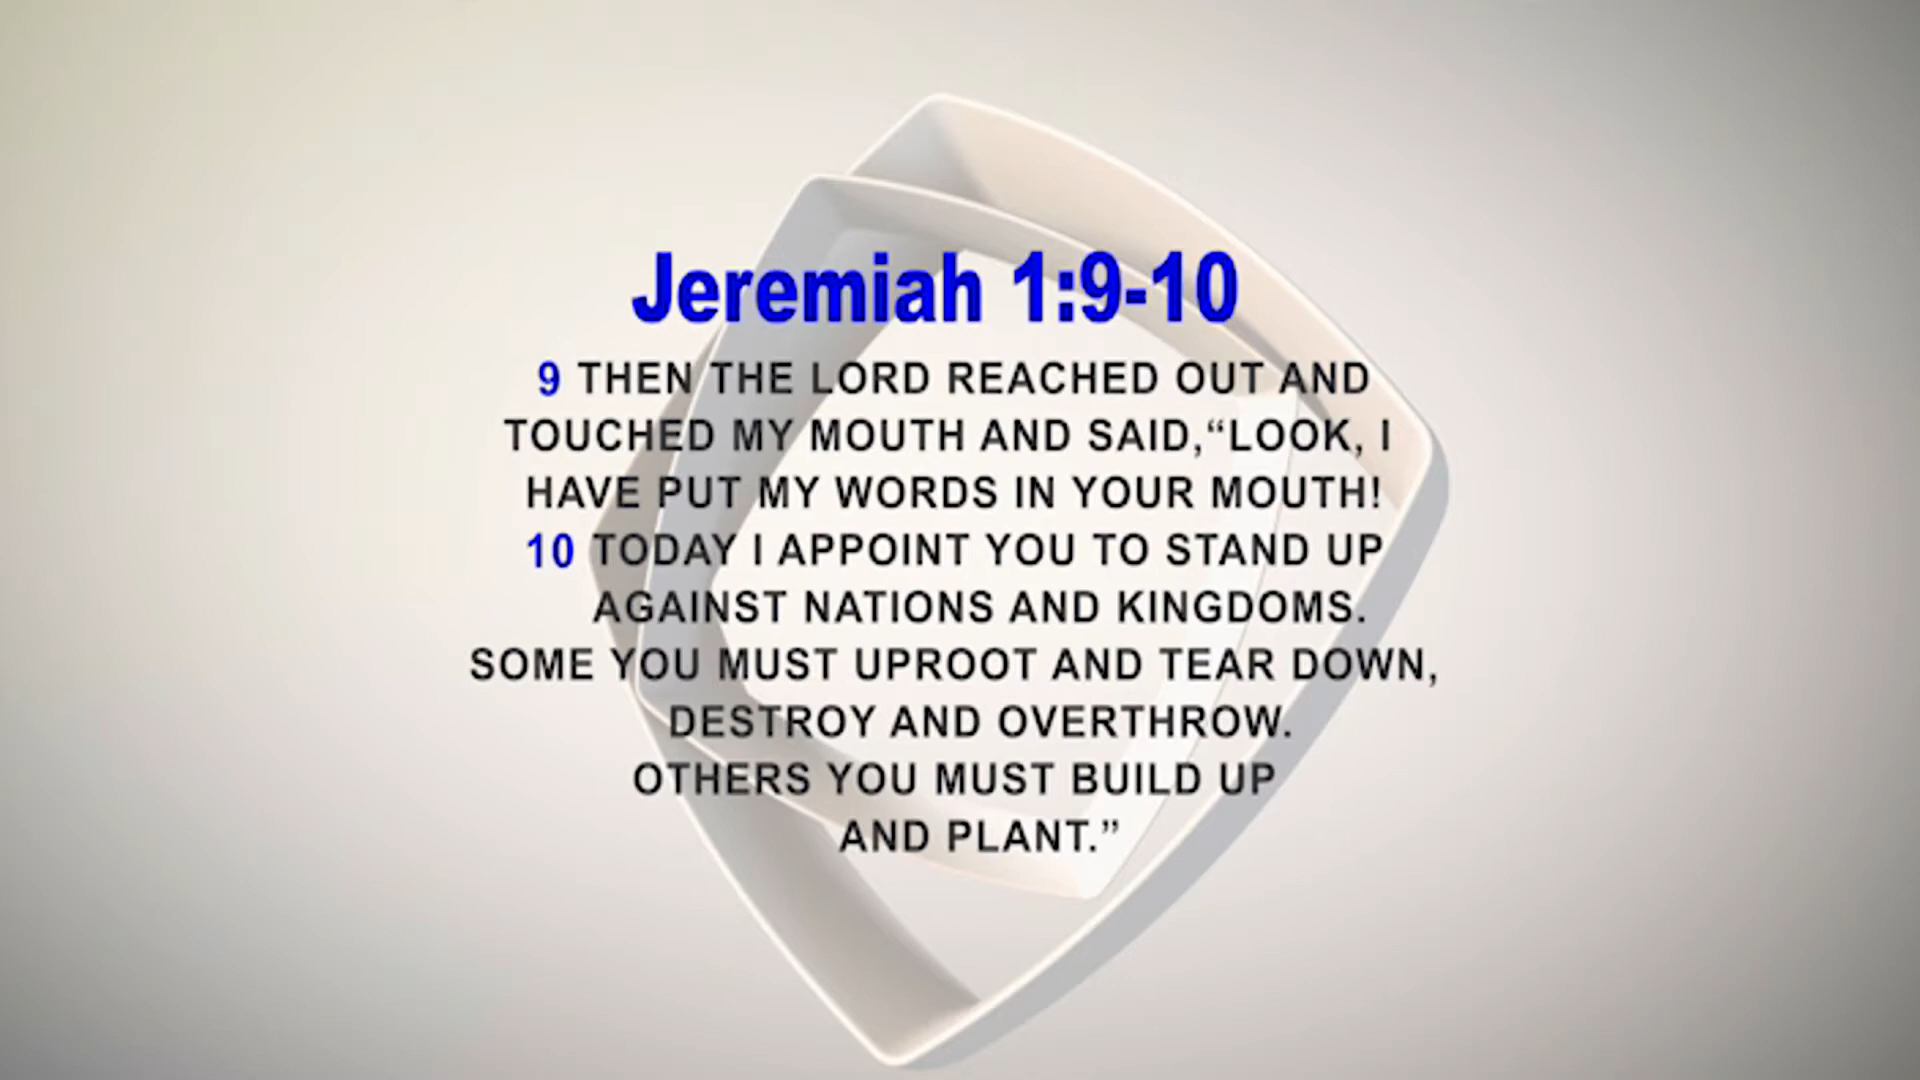 Jeremiah 1:9-10
9 THEN THE LORD REACHED OUT AND
TOUCHED MY MOUTH AND SAID,“LOOK, I
HAVE PUT MY WORDS IN YOUR MOUTH!
10 TODAY I APPOINT YOU TO STAND UP
AGAINST NATIONS AND KINGDOMS.
SOME YOU MUST UPROOT AND TEAR DOWN,
DESTROY AND OVERTHROW.
OTHERS YOU MUST BUILD UP
AND PLANT.”